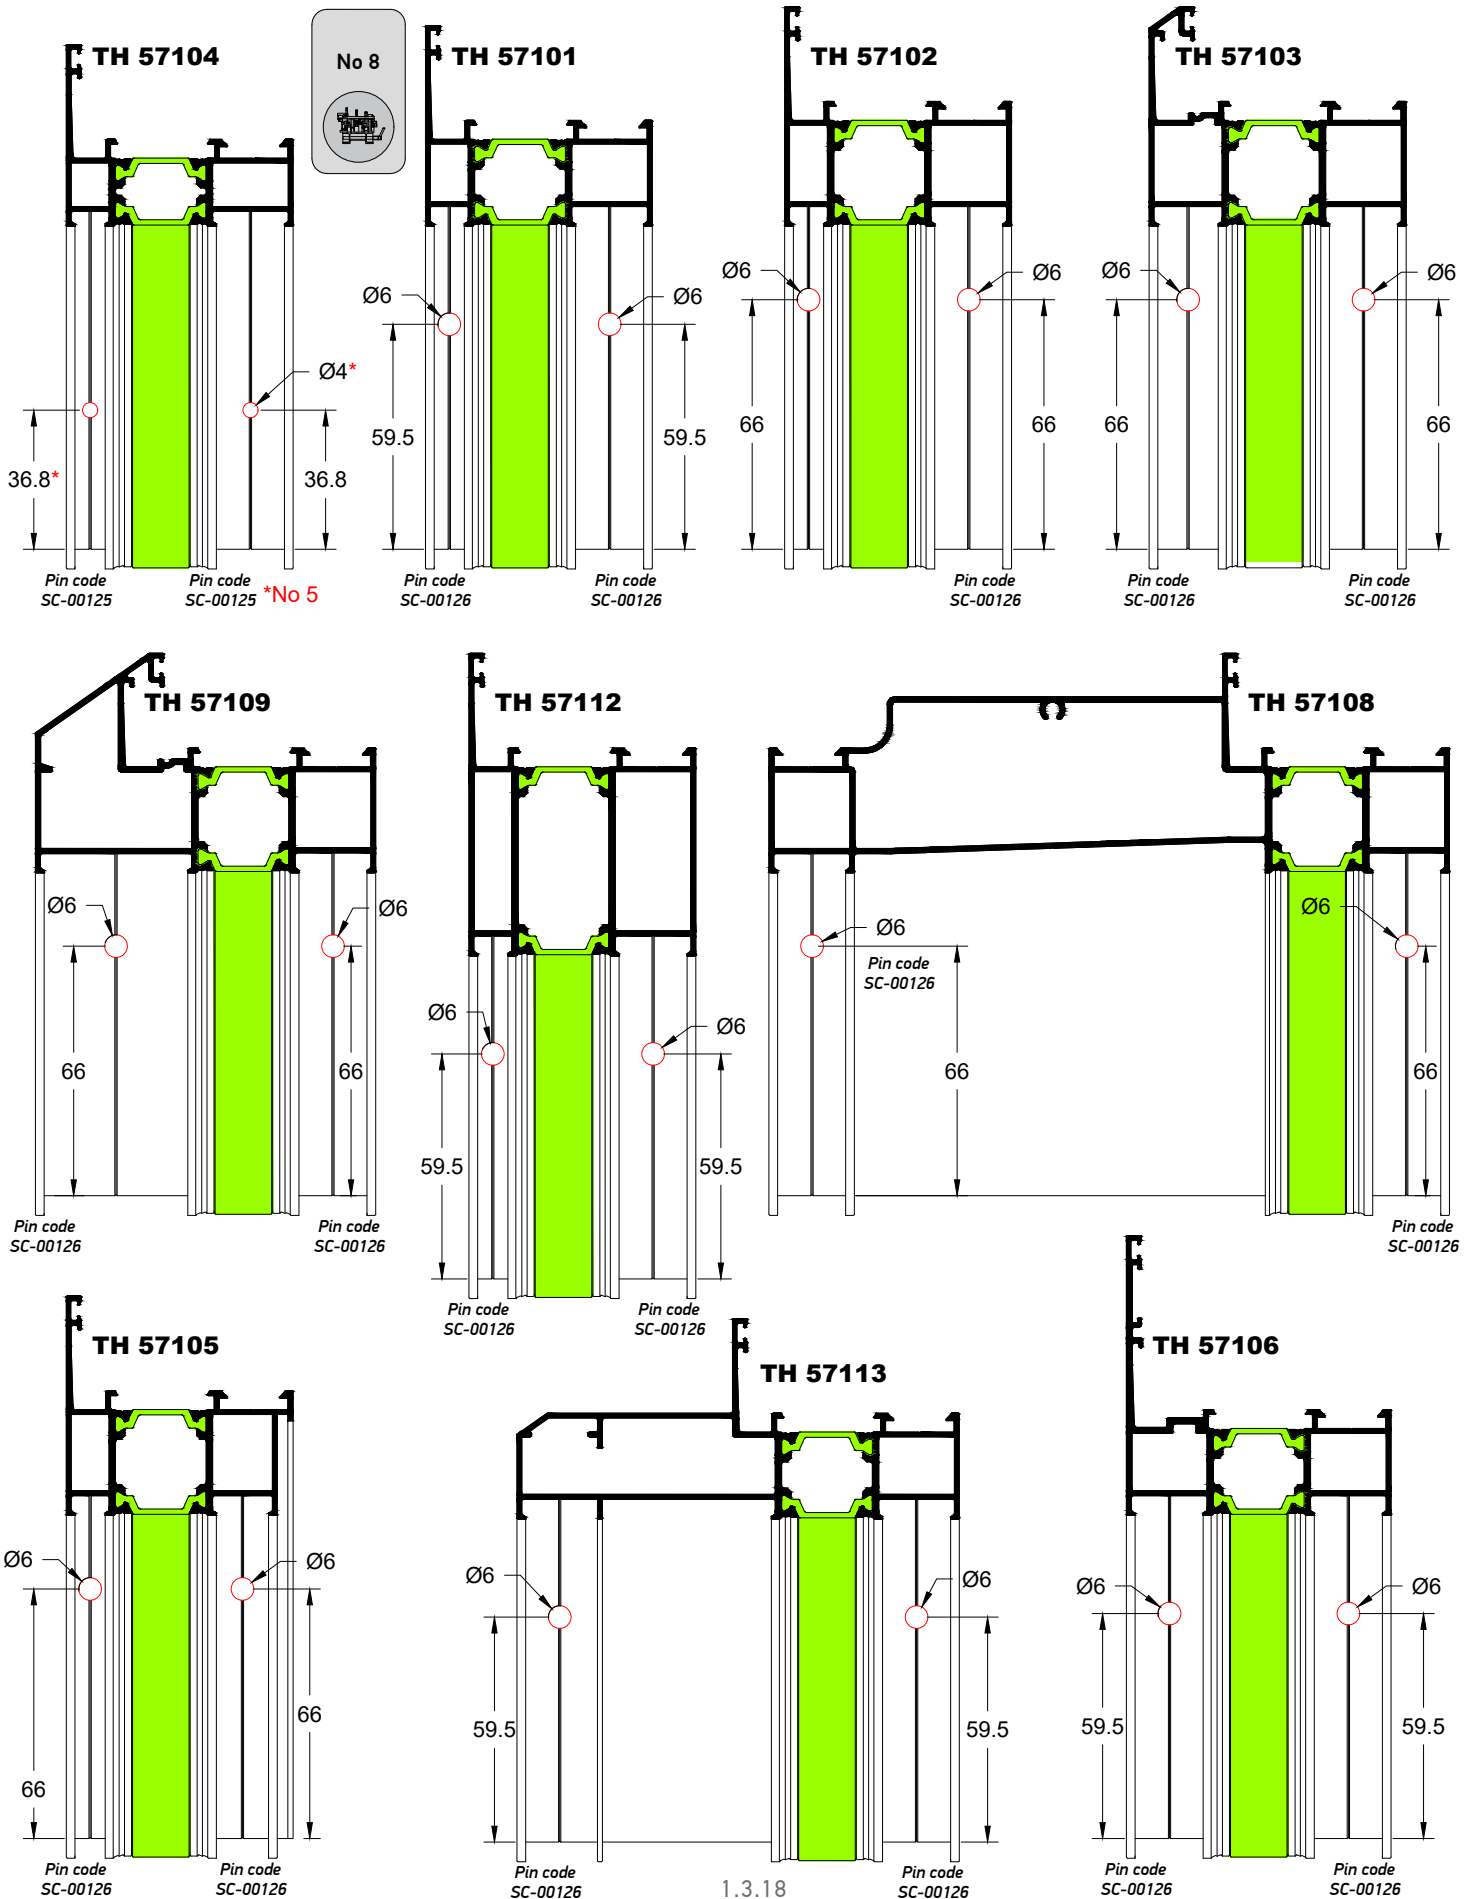 TH 57104
No 8
TH 57101
TH 57102
TH 57103
Ø4*
36.8*
36.8
Pin code
SC-00125
Pin code
SC-00125
*No 5
Ø6
Ø6
59.5
59.5
Pin code
SC-00126
Pin code
SC-00126
Ø6
Ø6
66
66
Pin code
SC-00126
Ø6
Ø6
66
66
Pin code
SC-00126
Pin code
SC-00126
TH 57109
TH 57112
TH 57108
Ø6
Ø6
66
66
Pin code
SC-00126
Pin code
SC-00126
Ø6
Ø6
59.5
59.5
Pin code
SC-00126
Pin code
SC-00126
Ø6
Pin code
SC-00126
66
Ø6
66
Pin code
SC-00126
TH 57105
TH 57113
TH 57106
Ø6
Ø6
66
66
Pin code
SC-00126
Pin code
SC-00126
Ø6
Ø6
59.5
59.5
Pin code
SC-00126
Pin code
SC-00126
Ø6
Ø6
59.5
59.5
Pin code
SC-00126
Pin code
SC-00126
1.3.18